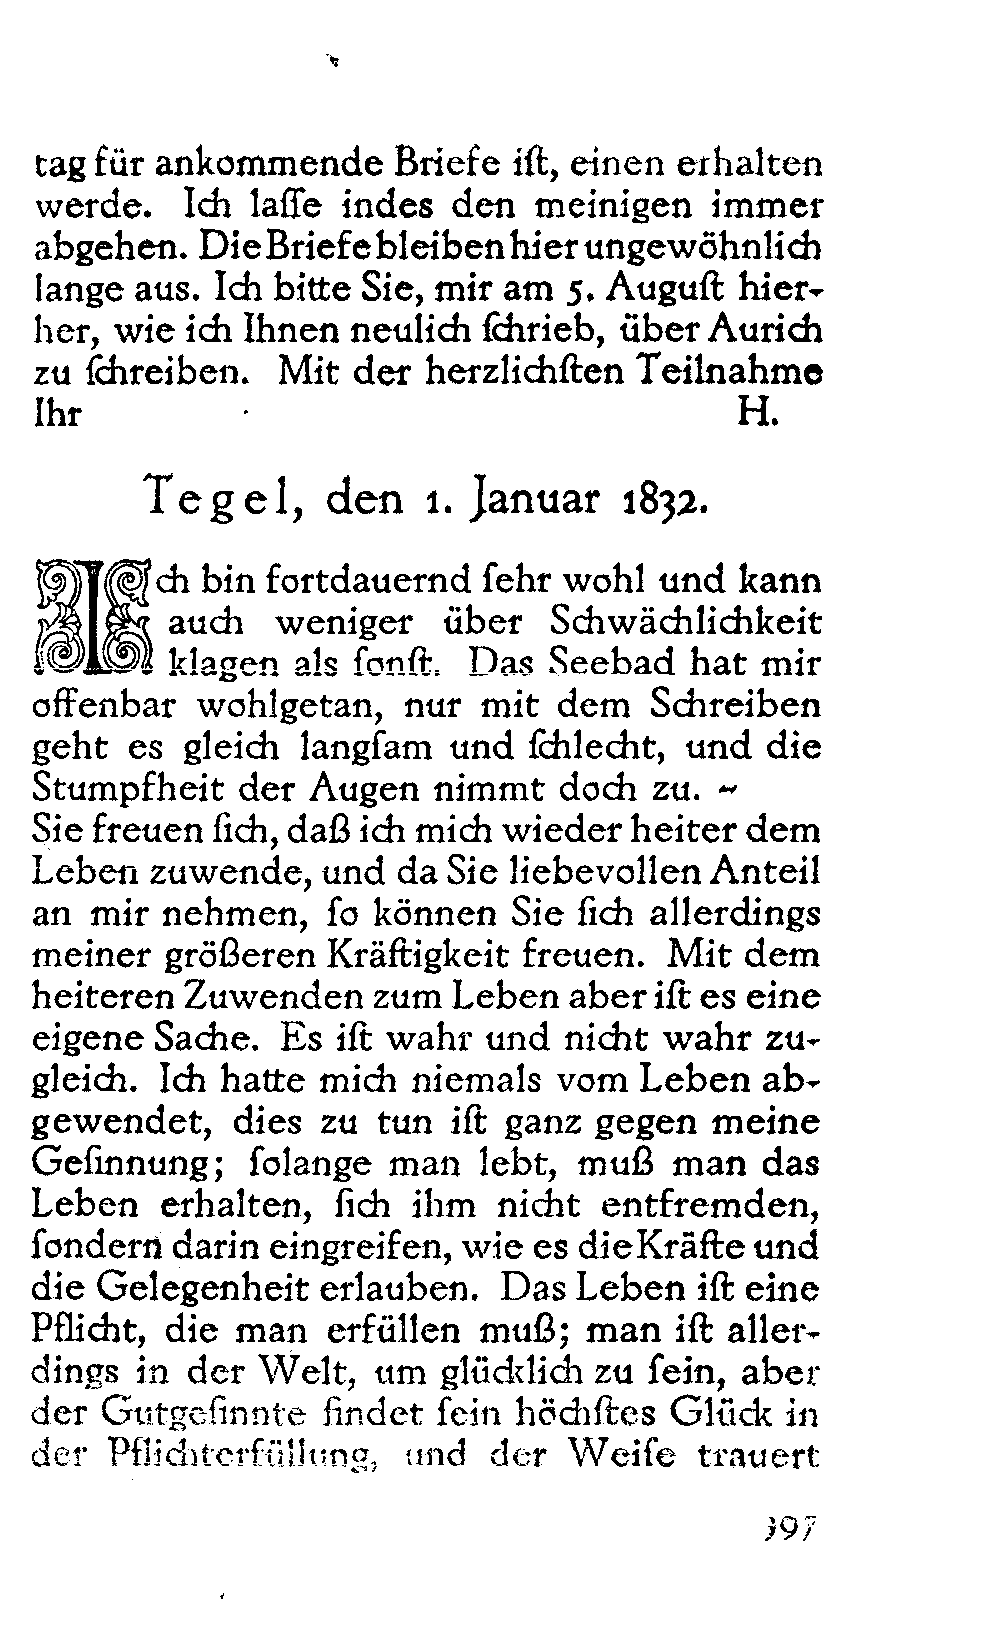 tag für ankommende Briefe iſt, einen erhalten
werde. Ich laſſe indes den meinigen immer
abgehen. Die Briefe bleiben hier ungewöhnlich
lange aus. Ich bitte Sie, mir am 5. Auguſt hier-
her, wie ich Ihnen neulich ſchrieb, über Aurich
zu ſchreiben. Mit der herzlichſten Teilnahme
Ihr H.
Tegel, den 1. Januar 1832.
Ich bin fortdauernd ſehr wohl und kann
auch weniger über Schwächlichkeit
klagen als ſonſt. Das Seebad hat mir
offenbar wohlgetan, nur mit dem Schreiben
geht es gleich langſam und ſchlecht, und die
Stumpfheit der Augen nimmt doch zu. ~
Sie freuen ſich, daß ich mich wieder heiter dem
Leben zuwende, und da Sie liebevollen Anteil
an mir nehmen, ſo können Sie ſich allerdings
meiner größeren Kräftigkeit freuen. Mit dem
heiteren Zuwenden zum Leben aber iſt es eine
eigene Sache. Es iſt wahr und nicht wahr zu-
gleich. Ich hatte mich niemals vom Leben ab-
gewendet, dies zu tun iſt ganz gegen meine
Geſinnung; ſolange man lebt, muß man das
Leben erhalten, ſich ihm nicht entfremden,
ſondern darin eingreifen, wie es die Kräfte und
die Gelegenheit erlauben. Das Leben iſt eine
Pflicht, die man erfüllen muß; man iſt aller-
dings in der Welt, um glücklich zu ſein, aber
der Gutgeſinnte findet ſein höchſtes Glück in
der Pflichterfüllung, und der Weiſe trauert
397